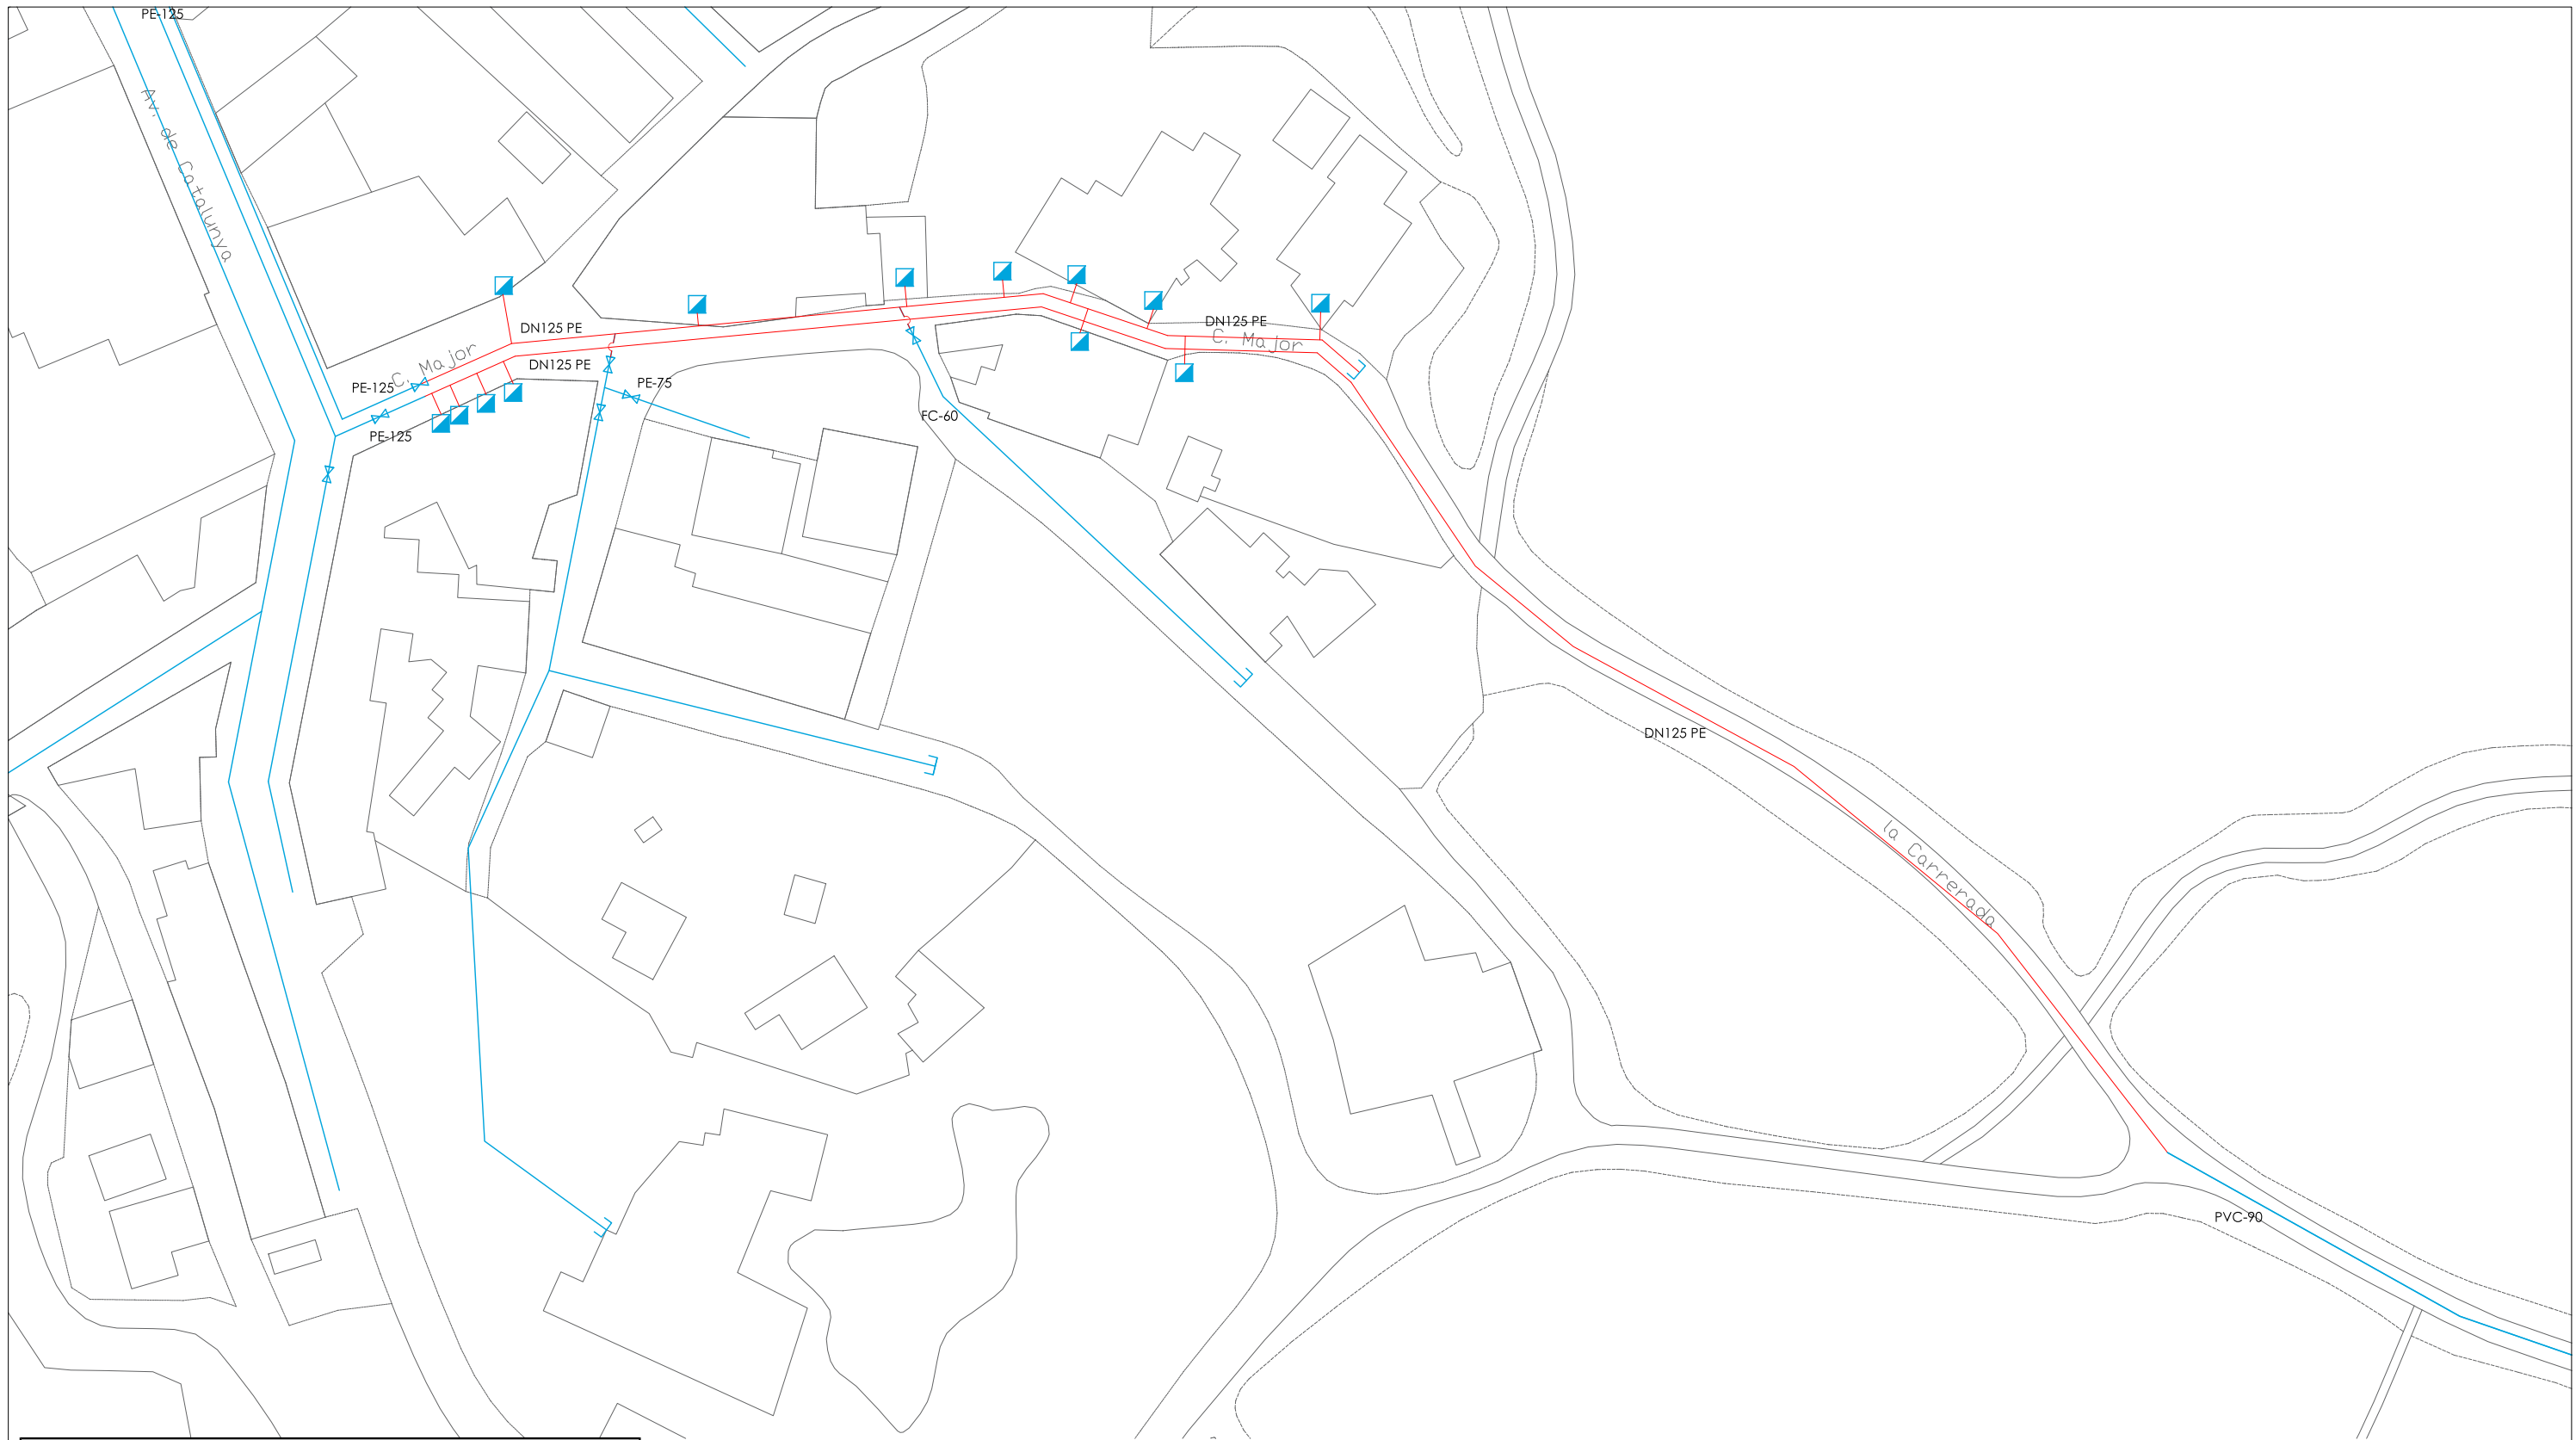 PE-125
Av. de Catalunya
DN125 PE
DN125 PE
C. Major
DN125 PE
C. Major
PE-125
PE-75
FC-60
PE-125
DN125 PE
la Carrerada
PVC-90